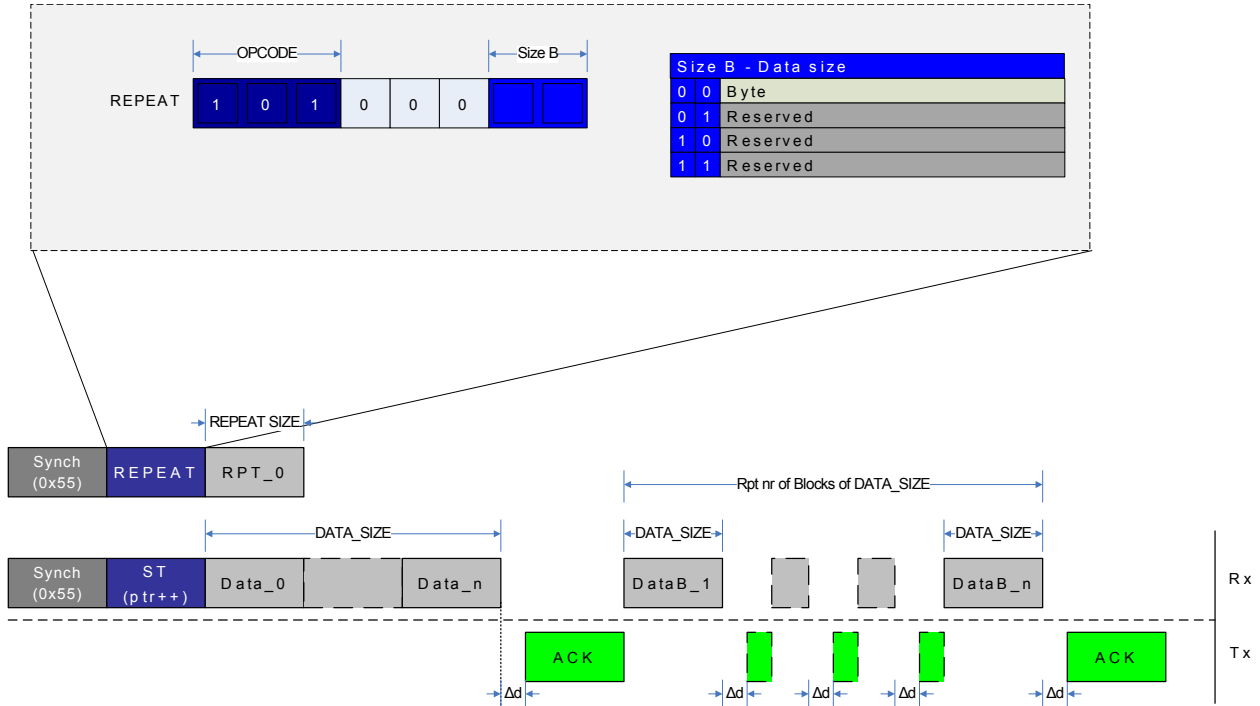 OPCODE
Size B
REPEAT
1 0 1 0 0 0
Size B - Data size
0 0 Byte
0 1 Reserved
1 0 Reserved
1 1 Reserved
REPEAT SIZE
Synch
(0x55)
REPEAT
RPT_0
Rpt nr of Blocks of DATA_SIZE
DATA_SIZE
DATA_SIZE
DATA_SIZE
Synch
(0x55)
ST
(ptr++)
Data_0
Data_n
DataB_1
DataB_n
Rx
ACK
ACK
Tx
Δd
Δd
Δd
Δd
Δd